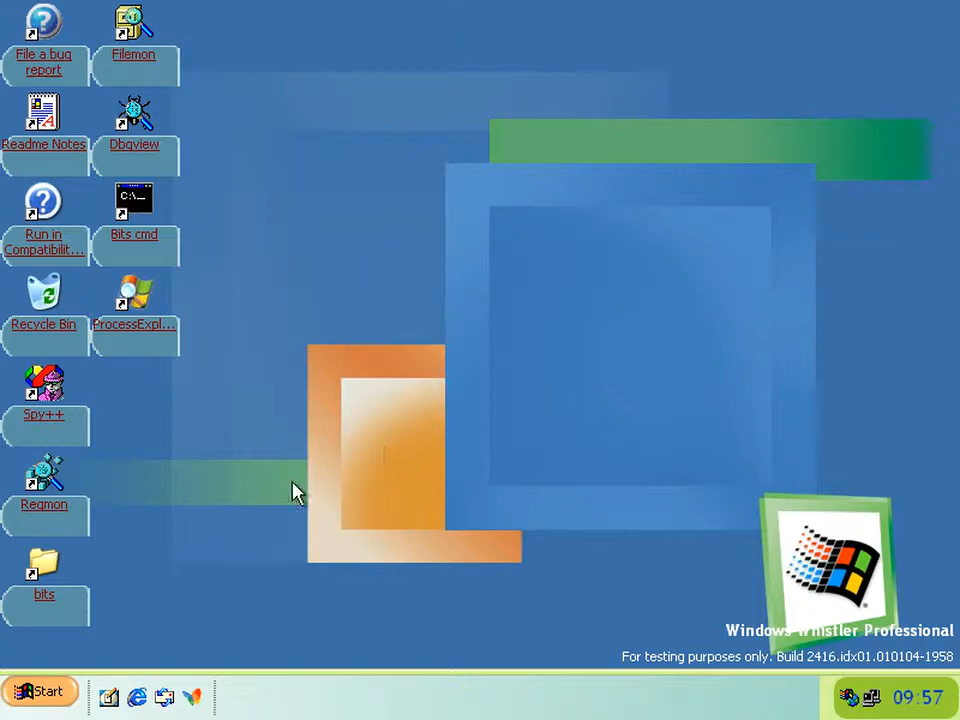 File a bug
report
Filemon
Readme Notes
Dbgview
Run in
Compatibilit...
C:\_
Bits cmd
Recycle Bin
ProcessExpl...
Spy++
Regmon
bits
Windows Whistler Professional
For testing purposes only. Build 2416.idx01.010104-1958
Start
09:57